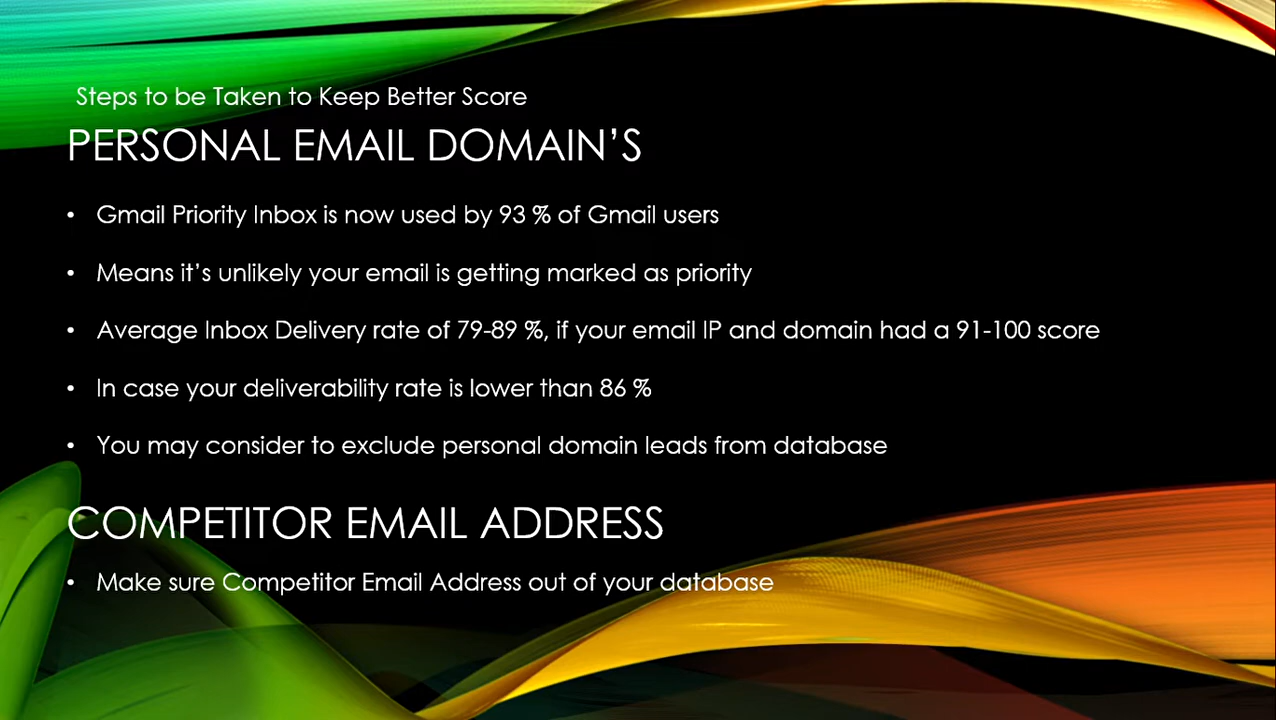 Steps to be Taken to Keep Better Score
PERSONAL EMAIL DOMAIN'S
• Gmail Priority Inbox is now used by 93 % of Gmail users
• Means it's unlikely your email is getting marked as priority
• Average Inbox Delivery rate of 79-89 %, if your email IP and domain had a 91-100 score
• In case your deliverability rate is lower than 86 %
• You may consider to exclude personal domain leads from database
COMPETITOR EMAIL ADDRESS
• Make sure Competitor Email Address out of your database